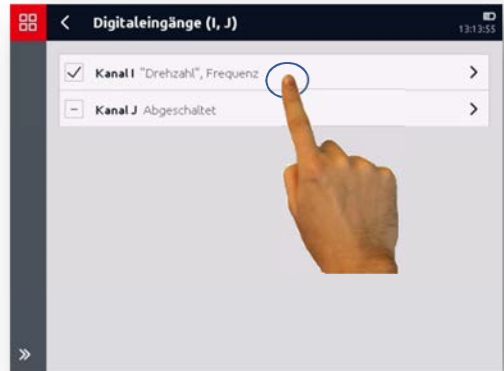 Digitaleingänge (I, J)
13:13:55
Kanal I "Drehzahl", Frequenz
Kanal J Abgeschaltet